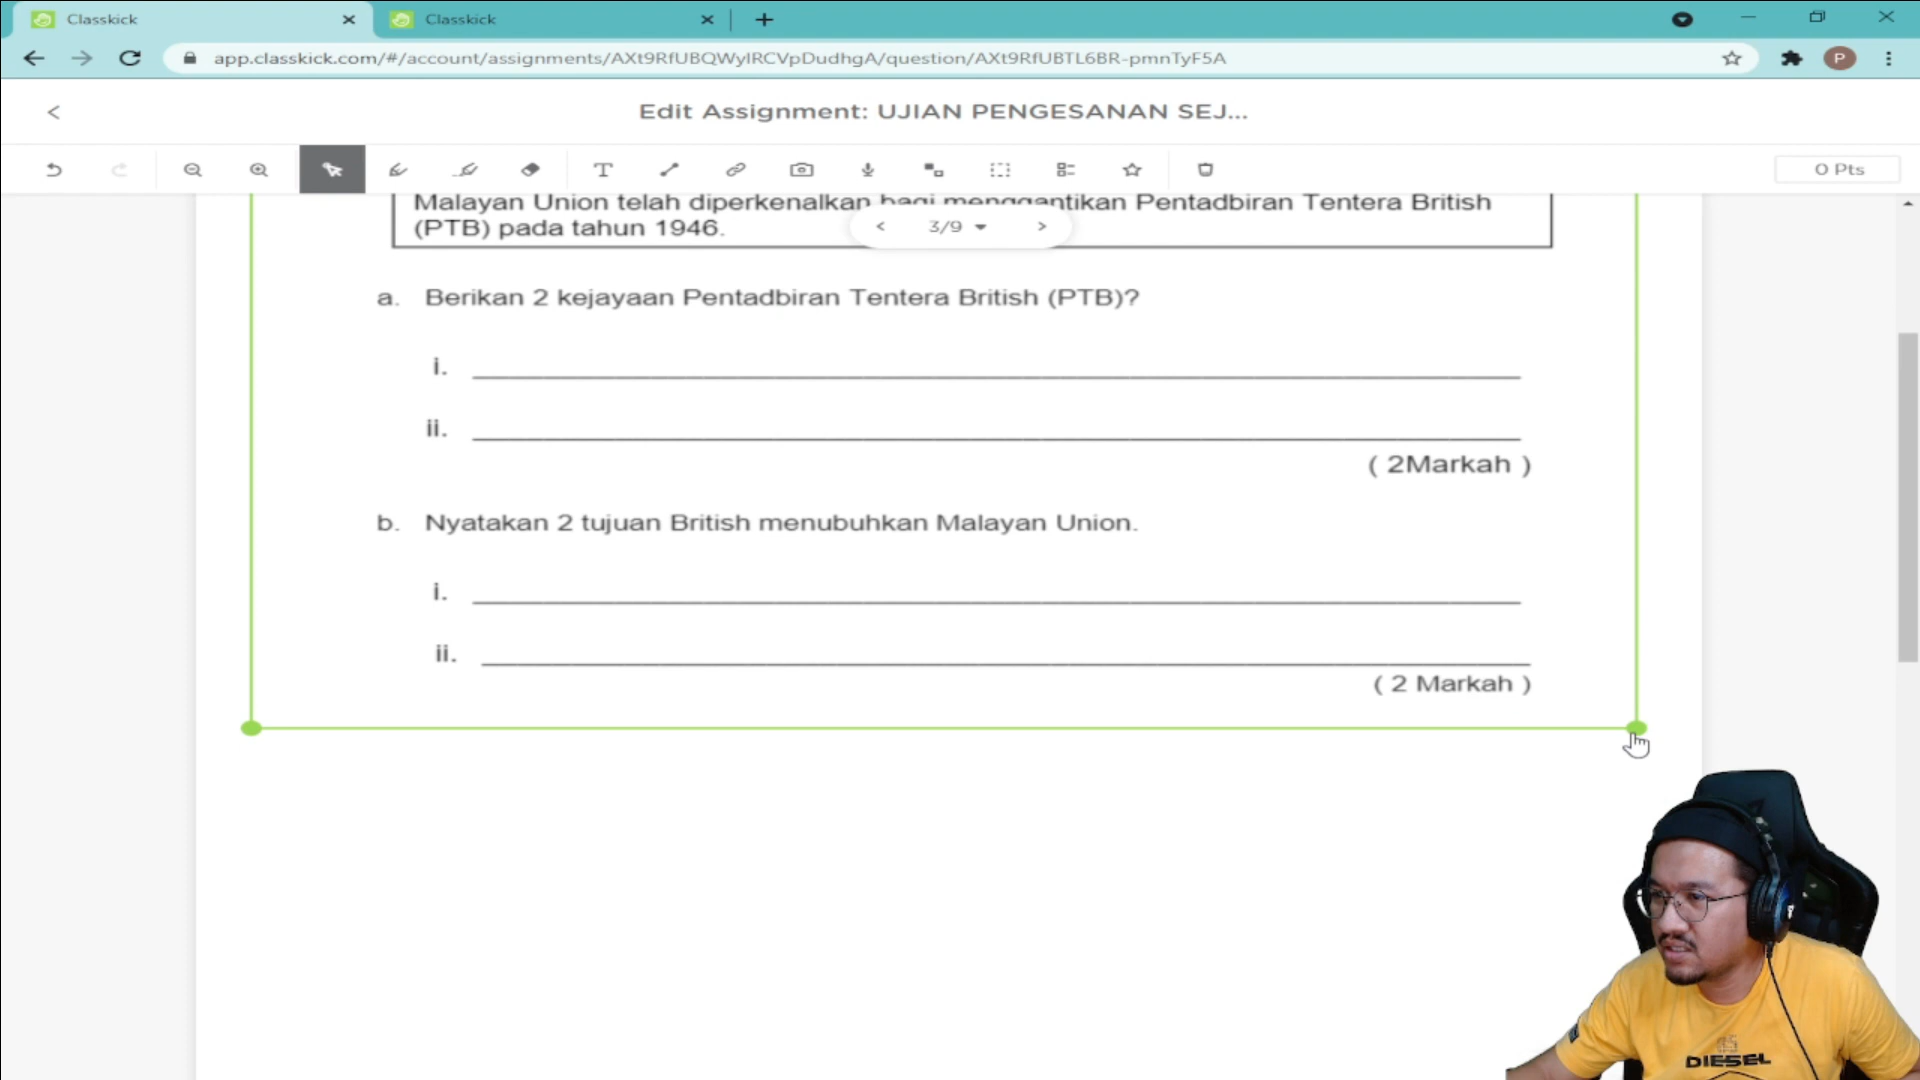 Classkick
Classkick
app.classkick.com/#/account/assignments/AXt9RfUBQWyIRCVpDudhgA/question/AXt9RfUBTL6BR-pmnTyF5A
P
Edit Assignment: UJIAN PENGESANAN SEJ...
T
0 Pts
Malayan Union telah diperkenalkan bagi menggantikan Pentadbiran Tentera British
(PTB) pada tahun 1946.
3/9
a. Berikan 2 kejayaan Pentadbiran Tentera British (PTB)?
i.
ii.
( 2Markah )
b. Nyatakan 2 tujuan British menubuhkan Malayan Union.
i.
ii.
( 2 Markah )
DIESEL